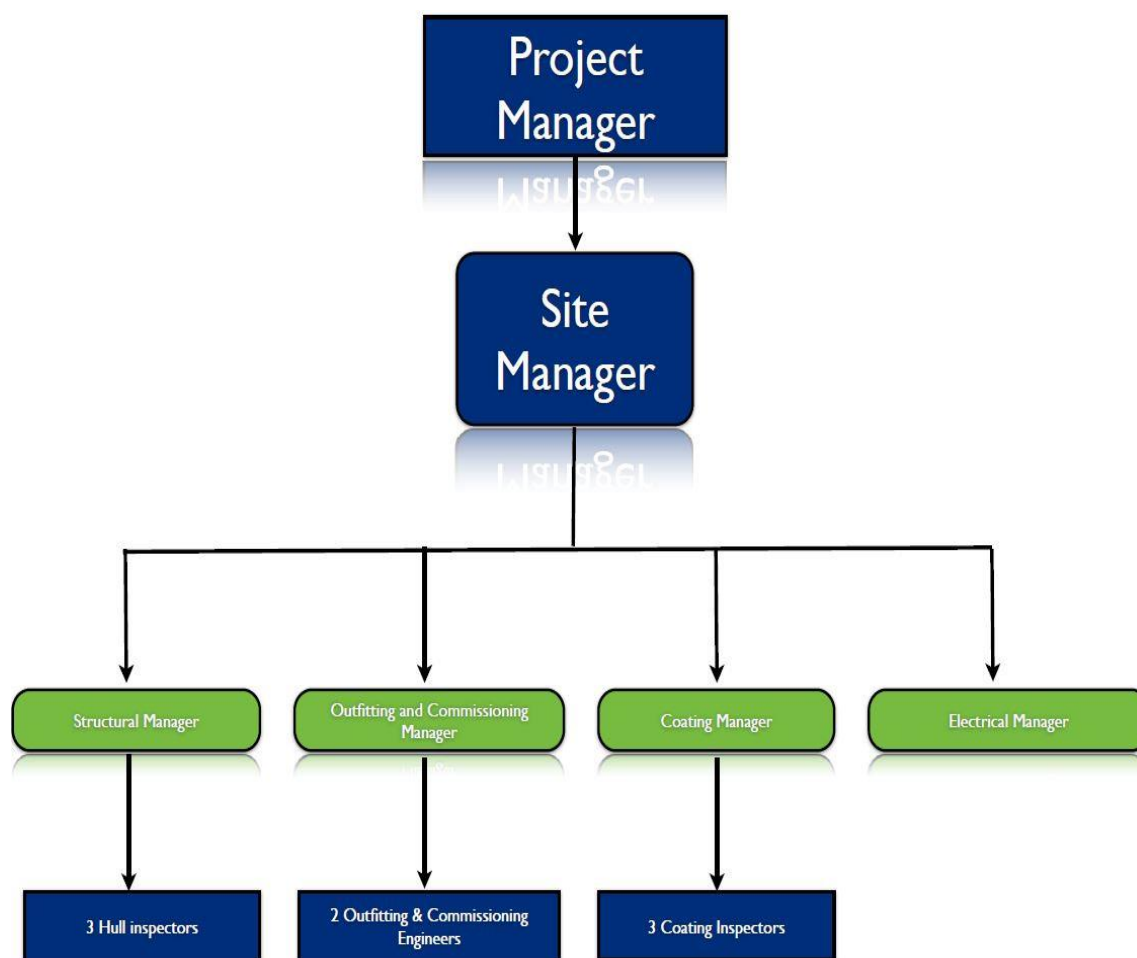 Project
Manager
Site
Manager
Structural Manager
Outfitting and Commissioning
Manager
Coating Manager
Electrical Manager
3 Hull inspectors
2 Outfitting & Commissioning
Engineers
3 Coating Inspectors